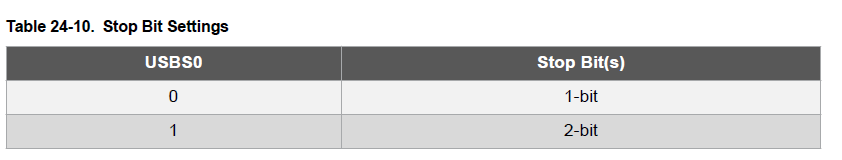 Table 24-10. Stop Bit Settings
USBS0 Stop Bit(s)
0 1-bit
1 2-bit